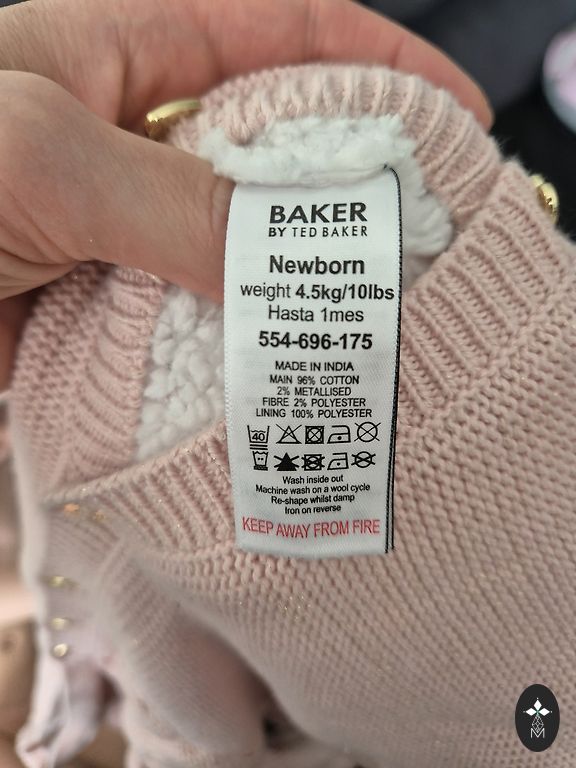 BAKER
BY TED BAKER
Newborn
weight 4.5kg/10lbs
Hasta 1mes
554-696-175
MADE IN INDIA
MAIN 96% COTTON
2% METALLISED
FIBRE 2% POLYESTER
LINING 100% POLYESTER
40
Wash inside out
Machine wash on a wool cycle
Re-shape whilst damp
Iron on reverse
KEEP AWAY FROM FIRE
M